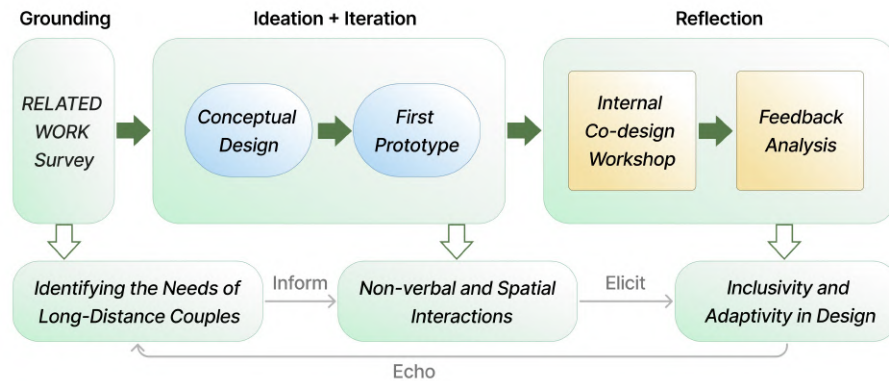 Grounding
Ideation + Iteration
Reflection
RELATED
WORK
Survey
Conceptual
Design
First
Prototype
Internal
Co-design
Workshop
Feedback
Analysis
Identifying the Needs of
Long-Distance Couples
Inform
Non-verbal and Spatial
Interactions
Elicit
Inclusivity and
Adaptivity in Design
Echo